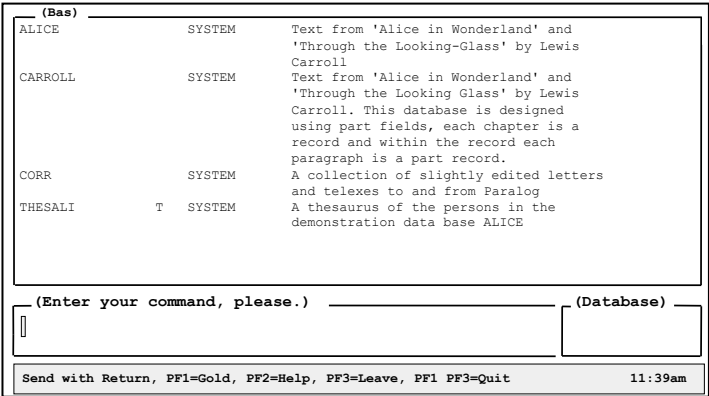 (Bas)
ALICE SYSTEM Text from 'Alice in Wonderland' and
'Through the Looking-Glass' by Lewis
Carroll
CARROLL SYSTEM Text from 'Alice in Wonderland' and
'Through the Looking Glass' by Lewis
Carroll. This database is designed
using part fields, each chapter is a
record and within the record each
paragraph is a part record.
CORR SYSTEM A collection of slightly edited letters
and telexes to and from Paralog
THESALI T SYSTEM A thesaurus of the persons in the
demonstration data base ALICE
(Enter your command, please.) (Database)
Send with Return, PF1=Gold, PF2=Help, PF3=Leave, PF1 PF3=Quit 11:39am